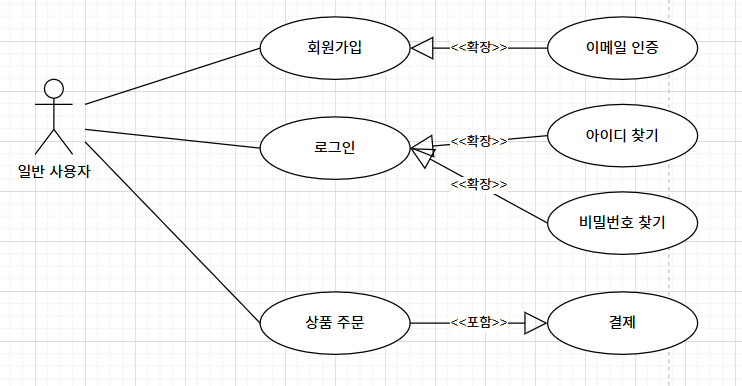 회원가입
<<확장>>
이메일 인증
일반 사용자
로그인
<<확장>>
아이디 찾기
<<확장>>
비밀번호 찾기
상품 주문
<<포함>>
결제